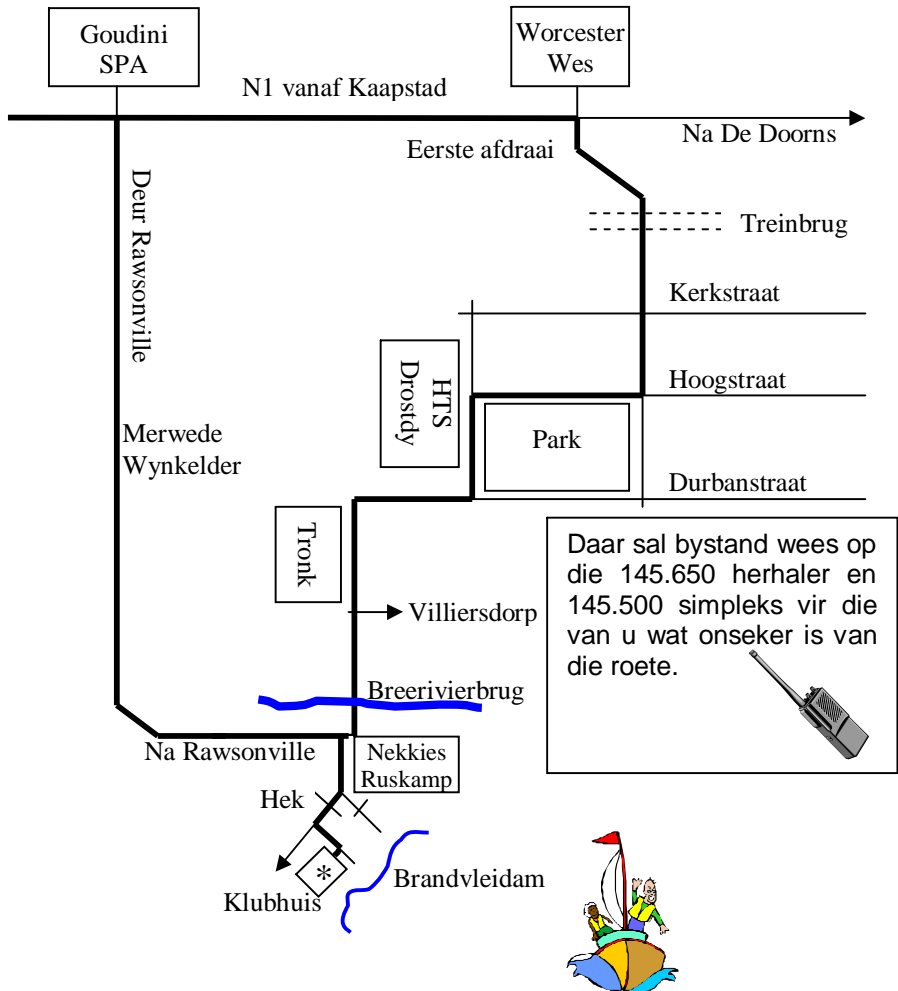 Goudini
SPA
Worcester
Wes
N1 vanaf Kaapstad
Na De Doorns
Eerste afdraai
Deur Rawsonville
Treinbrug
Kerkstraat
HTS
Drostdy
Hoogstraat
Merwede
Wynkelder
Park
Durbanstraat
Tronk
Daar sal bystand wees op
die 145.650 herhaler en
145.500 simpleks vir die
van u wat onseker is van
die roete.
Villiersdorp
Breerivierbrug
Na Rawsonville
Nekkies
Ruskamp
Hek
*
Klubhuis
Brandvleidam